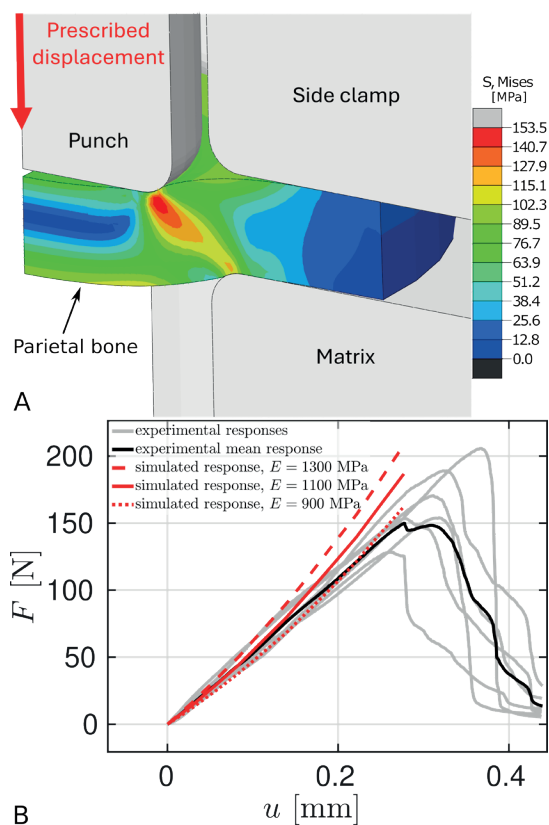 Prescribed
displacement
Punch
Side clamp
S, Mises
[MPa]
153.5
140.7
127.9
115.1
102.3
89.5
76.7
63.9
51.2
38.4
25.6
12.8
0.0
Parietal bone
Matrix
A
experimental responses
experimental mean response
simulated response, E = 1300 MPa
simulated response, E = 1100 MPa
simulated response, E = 900 MPa
200
150
100
50
0
F [N]
0
0.2
0.4
u [mm]
B